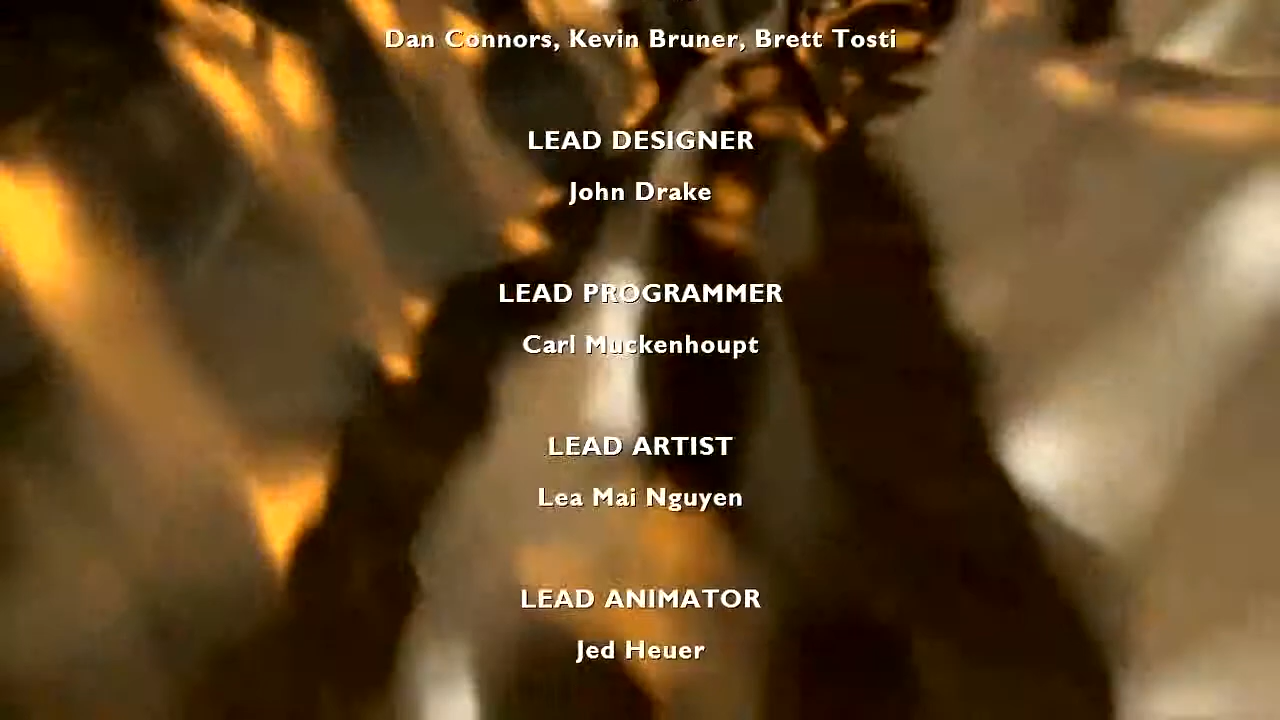 Dan Connors, Kevin Bruner, Brett Tosti
LEAD DESIGNER
John Drake
LEAD PROGRAMMER
Carl Muckenhoupt
LEAD ARTIST
Lea Mai Nguyen
LEAD ANIMATOR
Jed Heuer